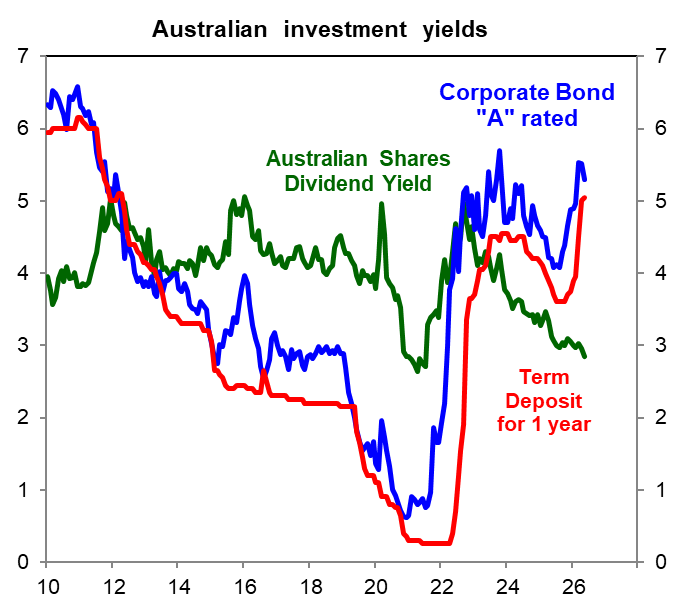 Australian investment yields
7 7
Corporate Bond
"A" rated
6 6
Australian Shares
Dividend Yield
5 5
4 4
3 3
Term
Deposit
for 1 year
2 2
1 1
0 0
10 12 14 16 18 20 22 24 26